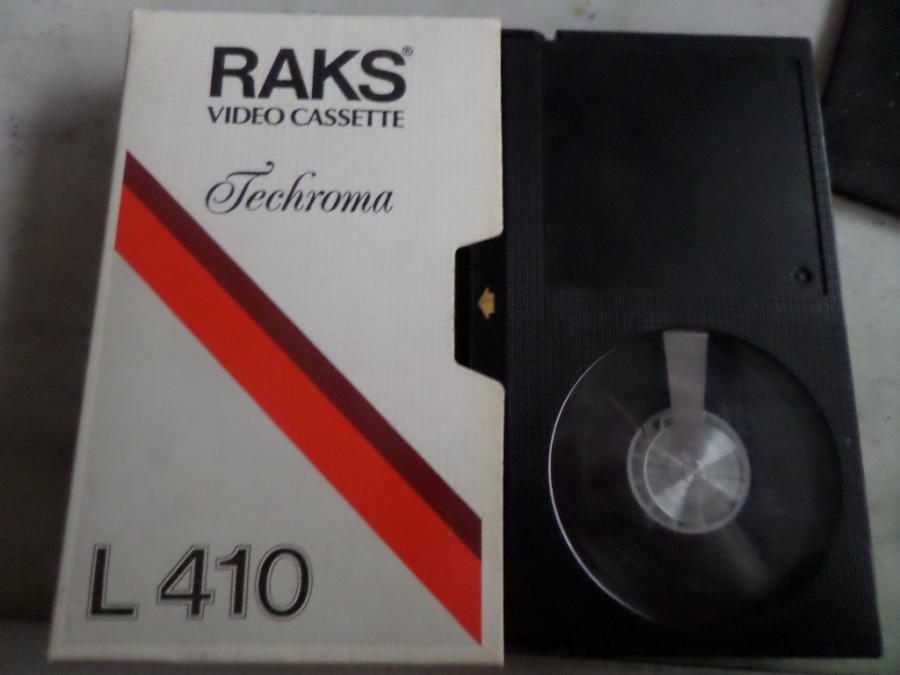 RAKS®
VIDEO CASSETTE
Techroma
L 410